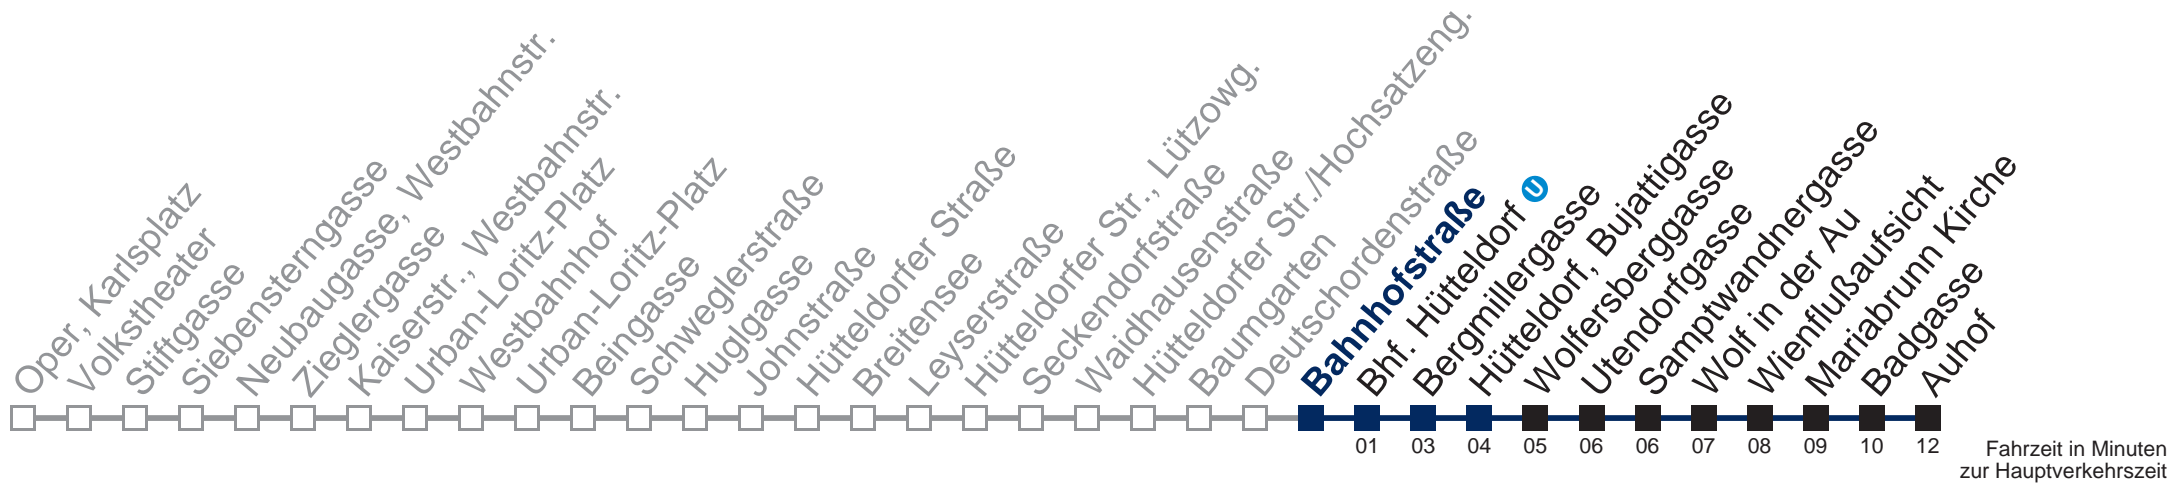 Oper, Karlsplatz
Volkstheater
Stiftgasse
Siebensterngasse
Neubaugasse, Westbahnstr.
Zieglergasse
Kaiserstr., Westbahnstr.
Urban-Loritz-Platz
Westbahnhof
Urban-Loritz-Platz
Beingasse
Schweglerstraße
Huglgasse
Johnstraße
Hütteldorfer Straße
Breitensee
Leyserstraße
Hütteldorfer Str., Lützowg.
Seckendorfstraße
Waidhausenstraße
Hütteldorfer Str./Hochsatzeng.
Baumgarten
Deutschordenstraße
Bahnhofstraße
Bhf. Hütteldorf U
Bergmillergasse
Hütteldorf, Bujattigasse
Wolfersberggasse
Utendorfgasse
Samptwandnergasse
Wolf in der Au
Wienflußaufsicht
Mariabrunn Kirche
Badgasse
Auhof
01 03 04 05 06 06 07 08 09 10 12
Fahrzeit in Minuten
zur Hauptverkehrszeit